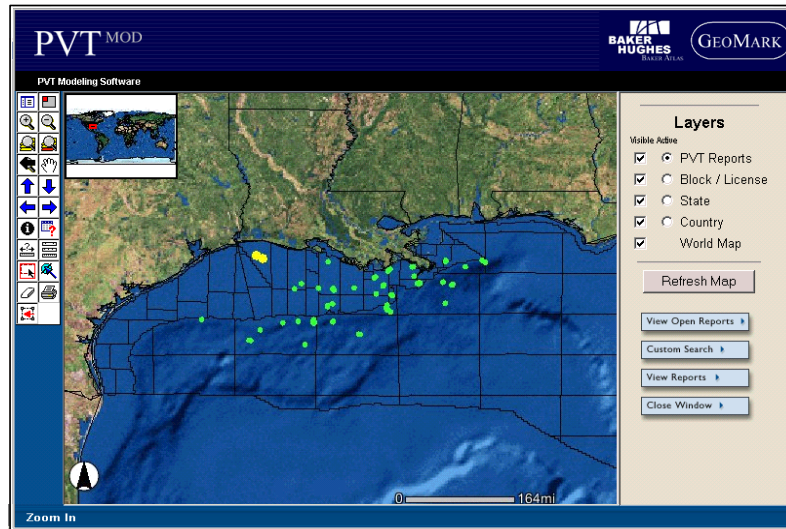 PVT MOD
BAKER
HUGHES
BAKER ATLAS
GEOMARK
PVT Modeling Software
Layers
Visible Active
PVT Reports
Block / License
State
Country
World Map
Refresh Map
View Open Reports
Custom Search
View Reports
Close Window
0 164mi
Zoom In